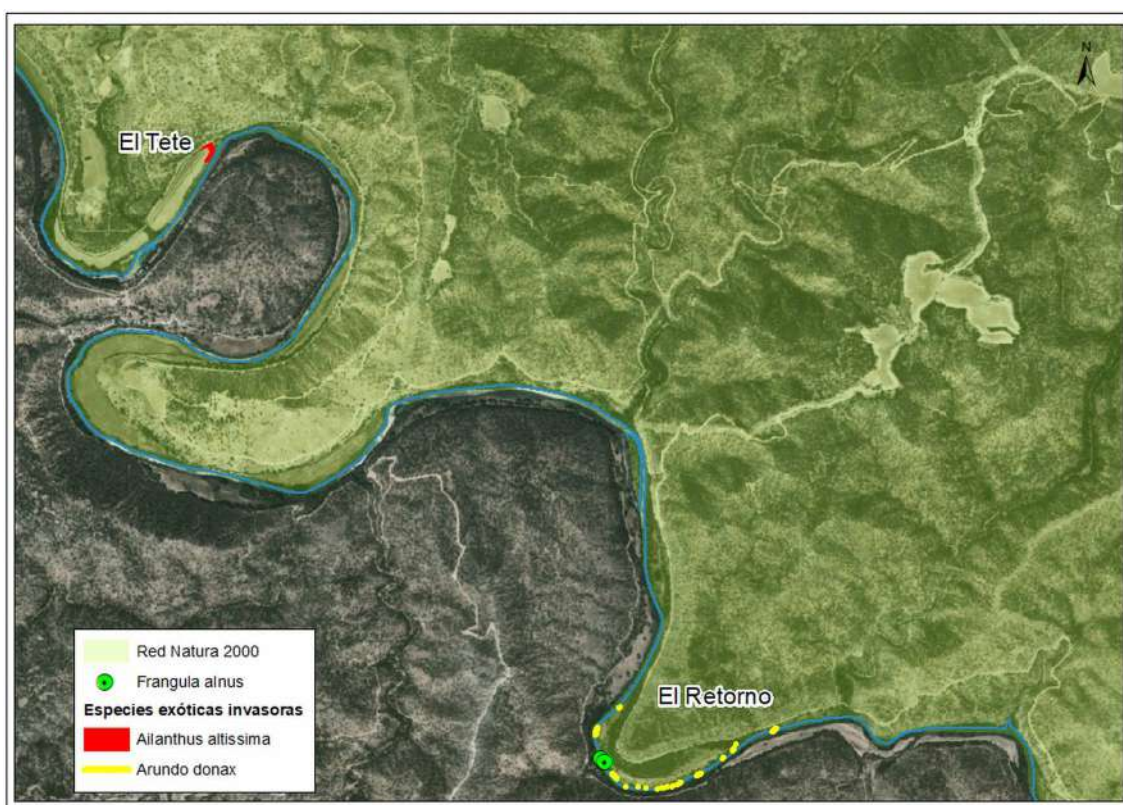 N
El Tete
El Retorno
Red Natura 2000
Frangula alnus
Especies exóticas invasoras
Ailanthus altissima
Arundo donax